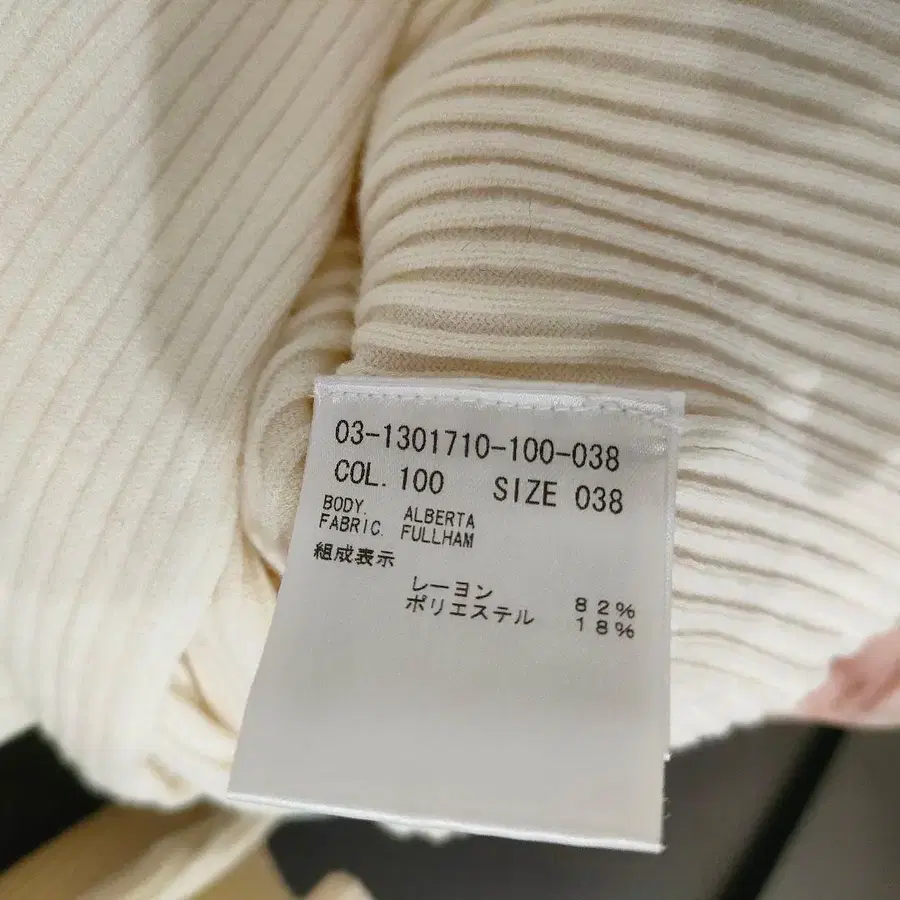 03-1301710-100-038
COL. 100 SIZE 038
BODY. ALBERTA
FABRIC. FULLHAM
組成表示
レーヨン 82%
ポリエステル 18%